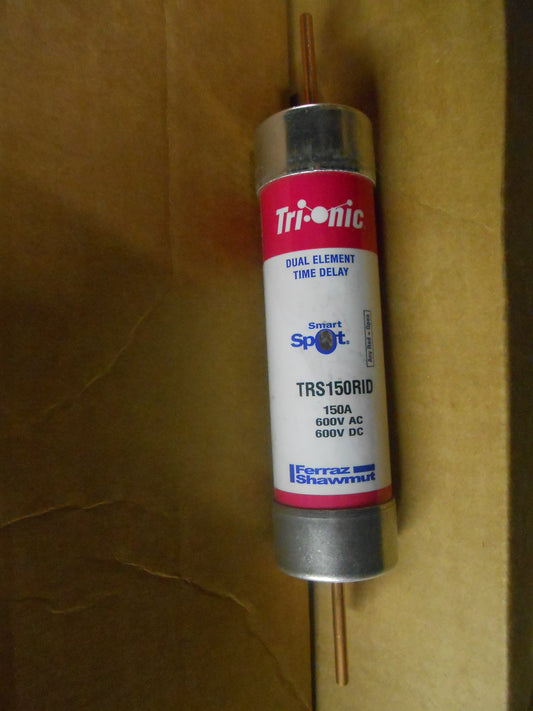 Tri-onic
DUAL ELEMENT
TIME DELAY
Smart
Spot®
Any Red = Open
TRS150RID
150A
600V AC
600V DC
Ferraz
Shawmut